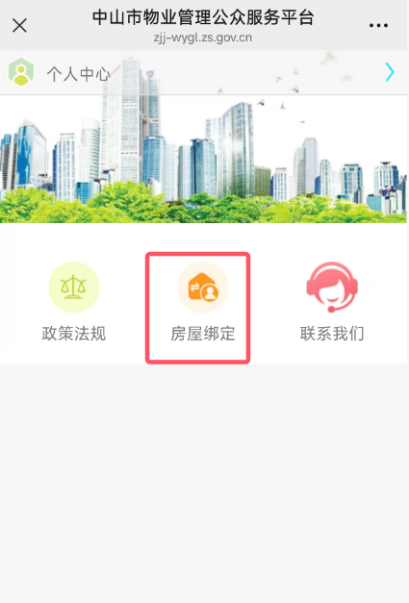 中山市物业管理公众服务平台
zjj-wygl.zs.gov.cn
个人中心
政策法规
房屋绑定
联系我们